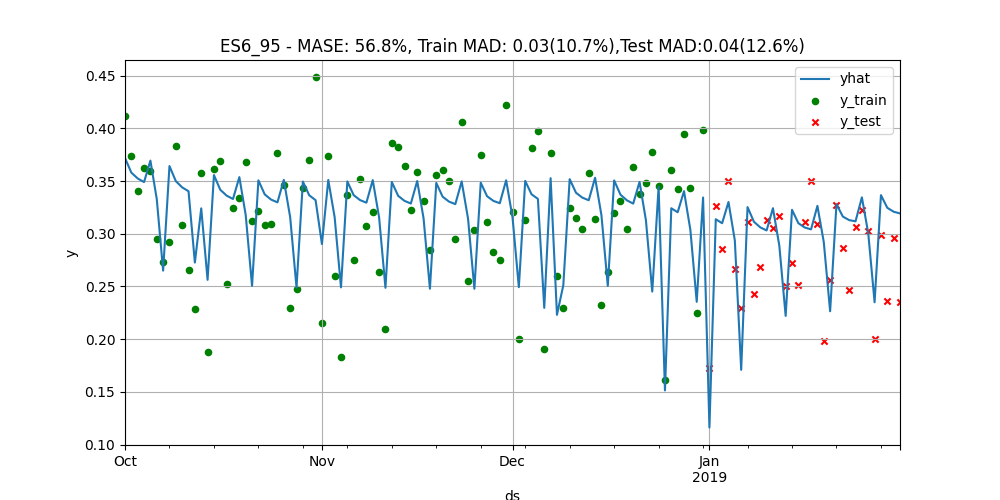 ES6_95 - MASE: 56.8%, Train MAD: 0.03(10.7%),Test MAD:0.04(12.6%)
yhat
y_train
y_test
0.45
0.40
0.35
0.30
0.25
0.20
0.15
0.10
y
Oct
Nov
Dec
Jan
2019
ds